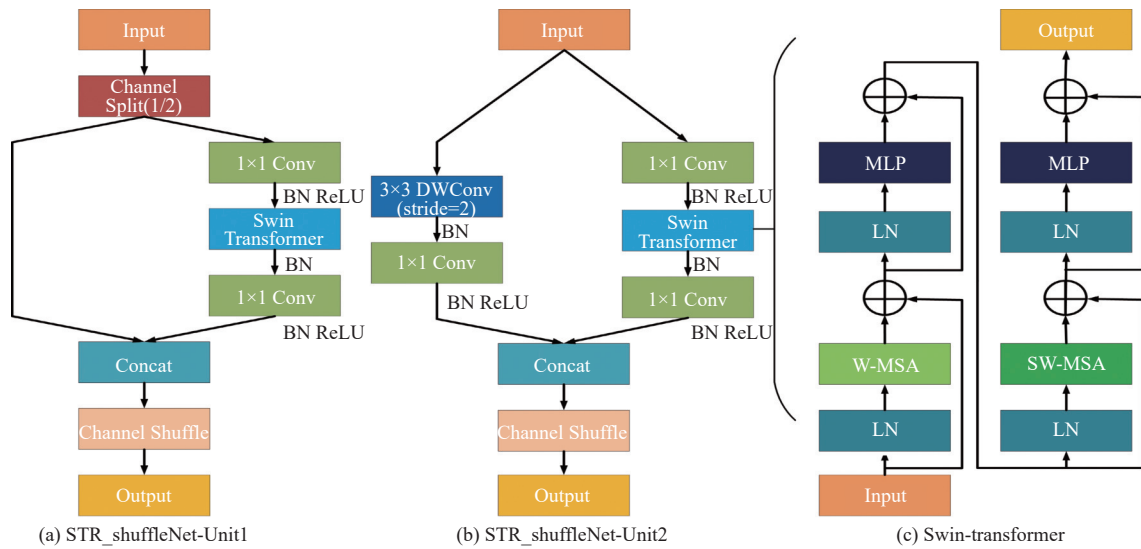 Input
Channel
Split(1/2)
1×1 Conv
BN ReLU
Swin
Transformer
BN
1×1 Conv
BN ReLU
Concat
Channel Shuffle
Output
(a) STR_shuffleNet-Unit1
Input
3×3 DWConv
(stride=2)
BN
1×1 Conv
BN ReLU
1×1 Conv
BN ReLU
Swin
Transformer
BN
1×1 Conv
BN ReLU
Concat
Channel Shuffle
Output
(b) STR_shuffleNet-Unit2
MLP
LN
W-MSA
LN
Input
Output
MLP
LN
SW-MSA
LN
(c) Swin-transformer